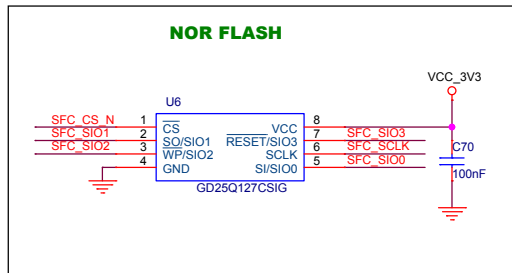 NOR FLASH
VCC_3V3
U6
SFC_CS_N 1 CS VCC 8
SFC_SIO1 2 SO/SIO1 RESET/SIO3 7 SFC_SIO3
SFC_SIO2 3 WP/SIO2 SCLK 6 SFC_SCLK
4 GND SI/SIO0 5 SFC_SIO0
C70
100nF
GD25Q127CSIG